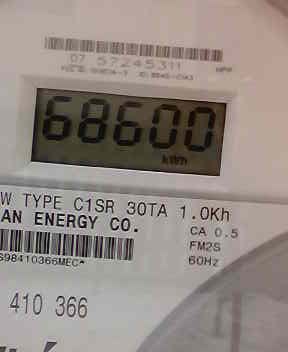 07 57245311
68600
kWh
W TYPE C1SR 30TA 1.0Kh
AN ENERGY CO.
CA 0.5
FM2S
60Hz
S98410366MEC*
410 366